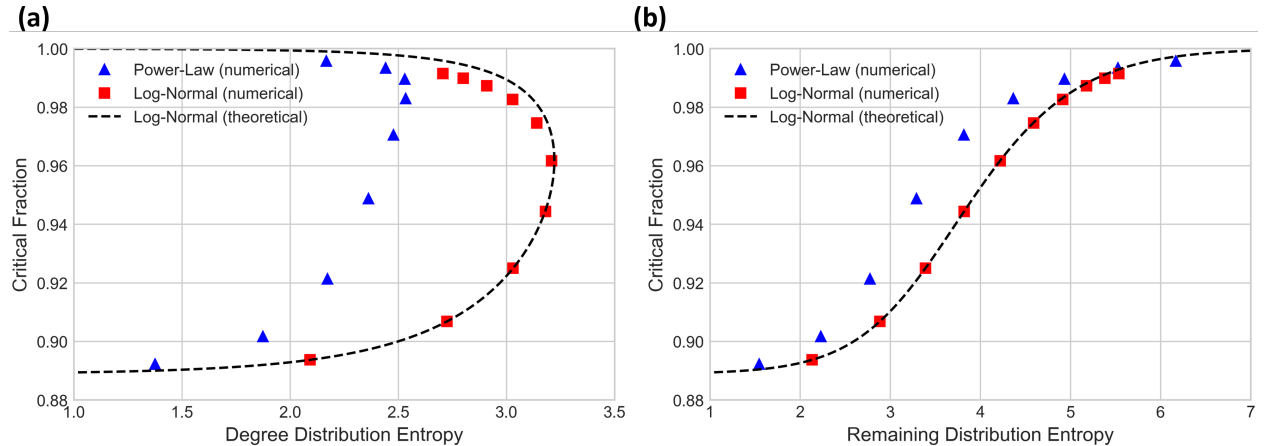 (a)
1.00
0.98
0.96
0.94
0.92
0.90
0.88
Critical Fraction
Power-Law (numerical)
Log-Normal (numerical)
Log-Normal (theoretical)
1.0 1.5 2.0 2.5 3.0 3.5
Degree Distribution Entropy
(b)
1.00
0.98
0.96
0.94
0.92
0.90
0.88
Critical Fraction
Power-Law (numerical)
Log-Normal (numerical)
Log-Normal (theoretical)
1 2 3 4 5 6 7
Remaining Distribution Entropy